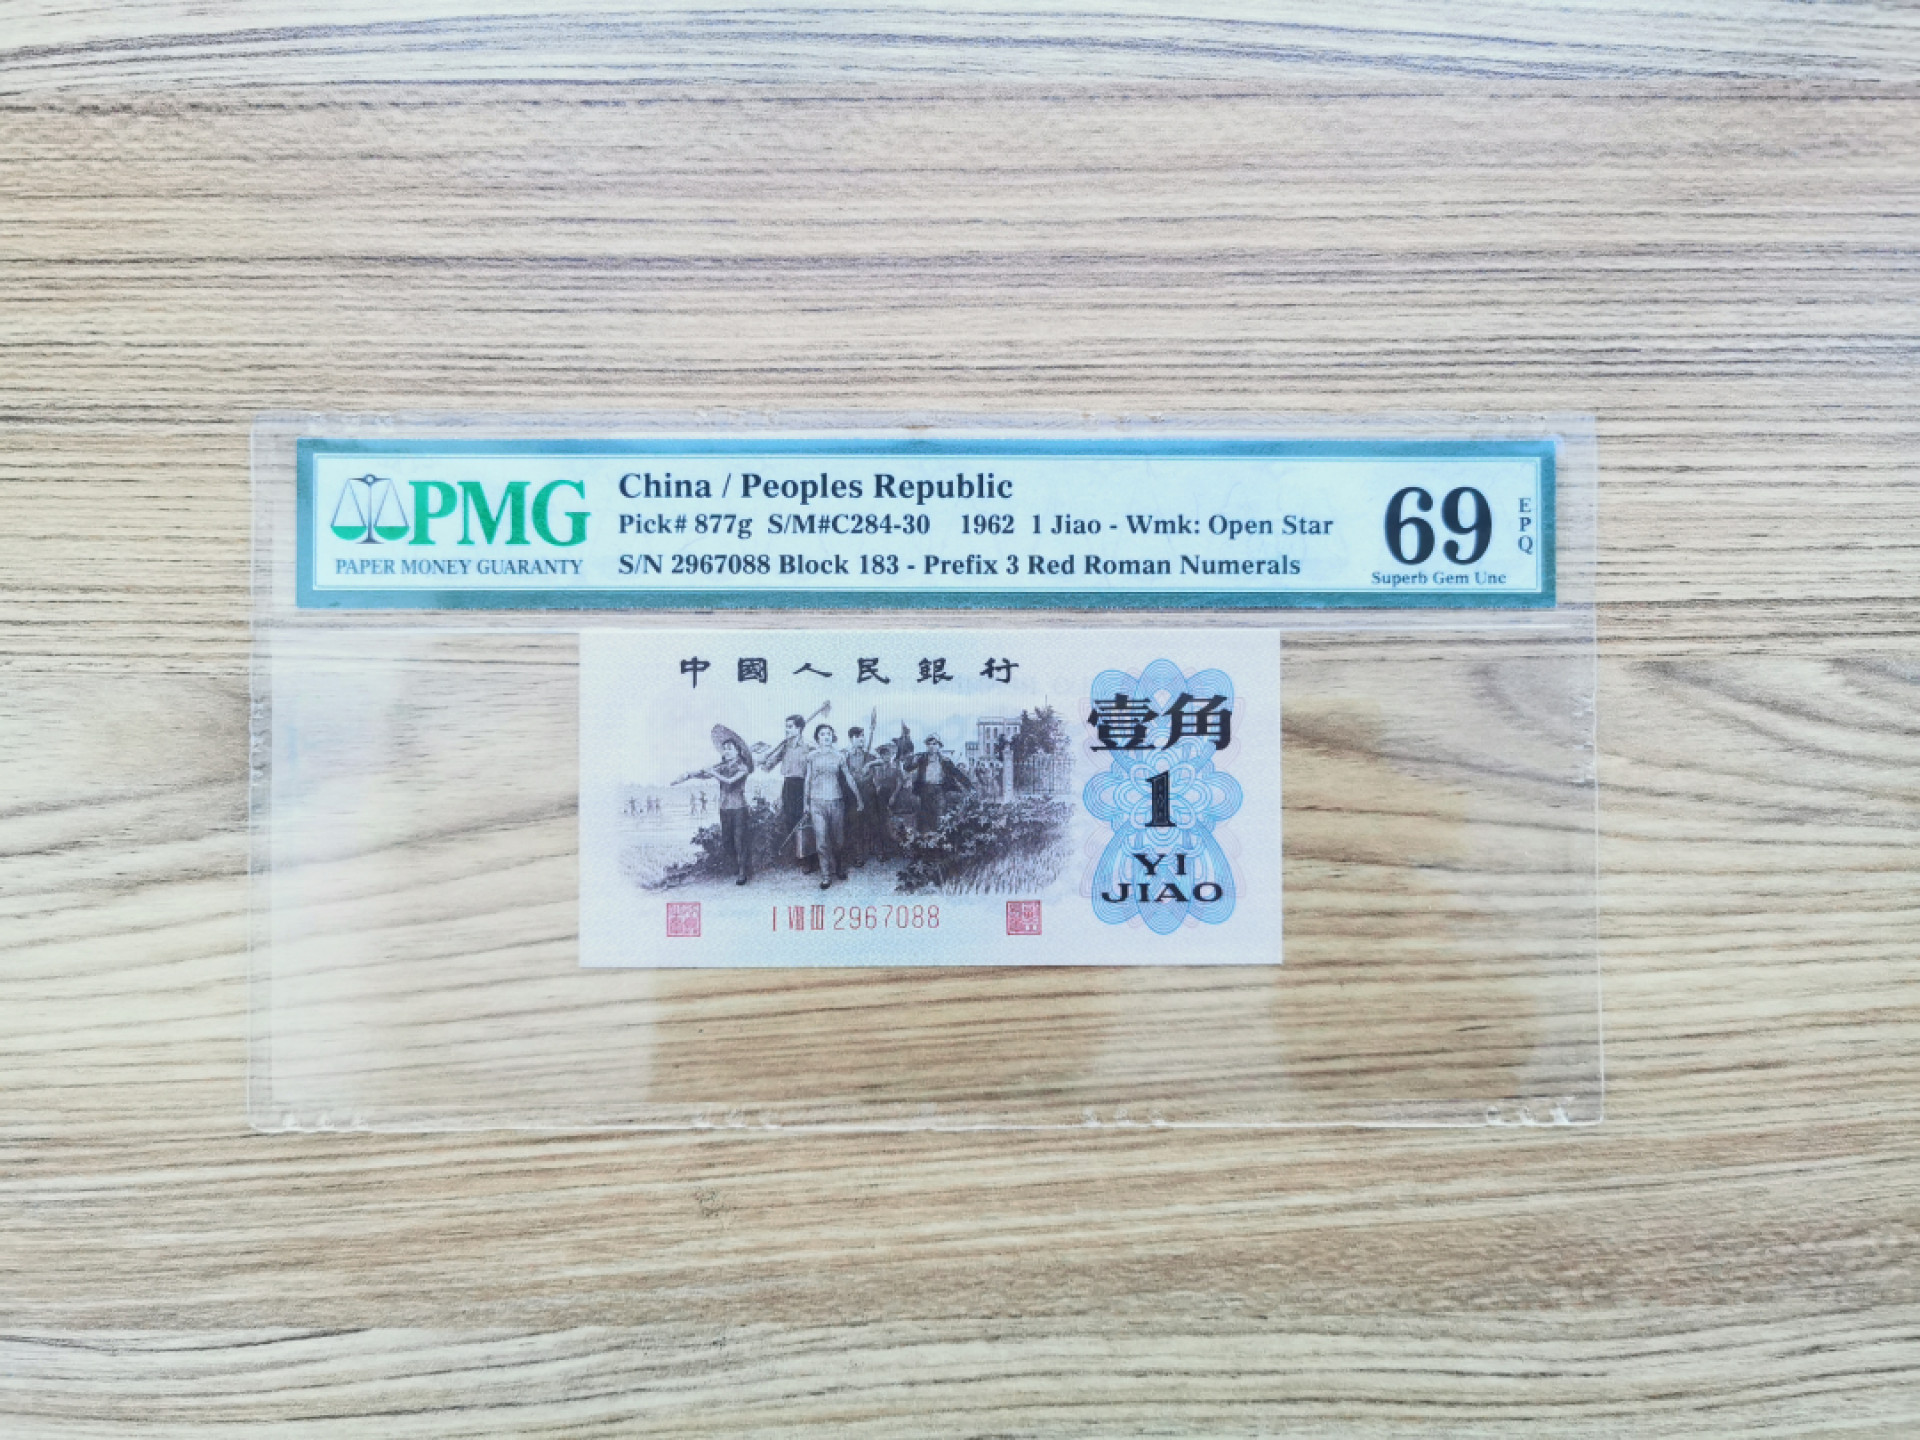 PMG
PAPER MONEY GUARANTY
China / Peoples Republic
Pick# 877g S/M#C284-30 1962 1 Jiao - Wmk: Open Star
S/N 2967088 Block 183 - Prefix 3 Red Roman Numerals
69
EPQ
Superb Gem Unc
中國人民銀行
壹角
1
YI
JIAO
I VIII III 2967088